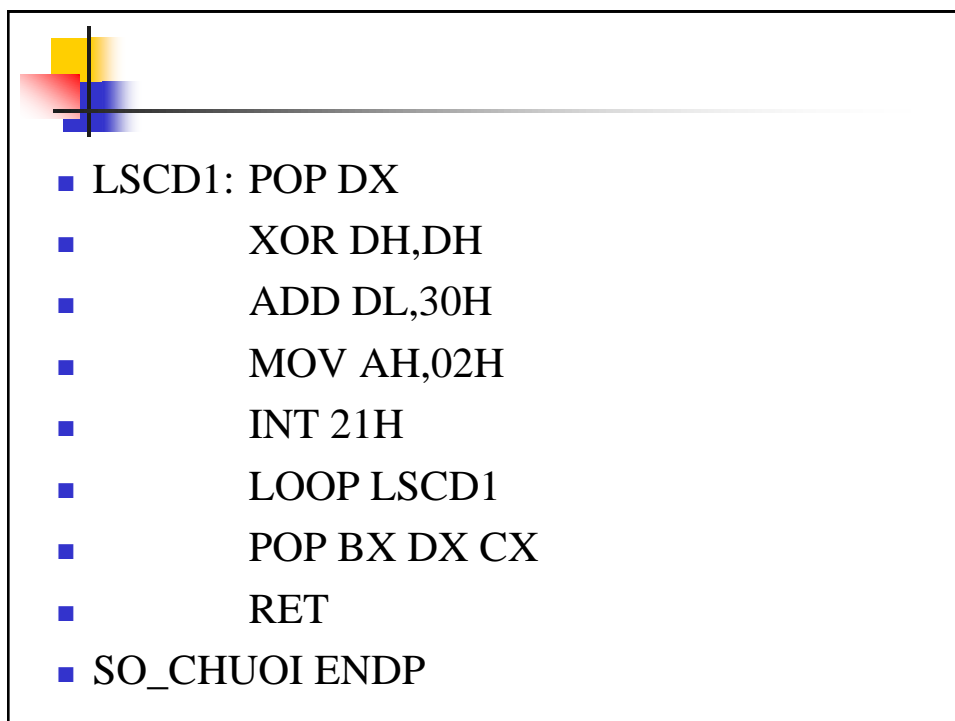 LSCD1: POP DX
XOR DH,DH
ADD DL,30H
MOV AH,02H
INT 21H
LOOP LSCD1
POP BX DX CX
RET
SO_CHUOI ENDP